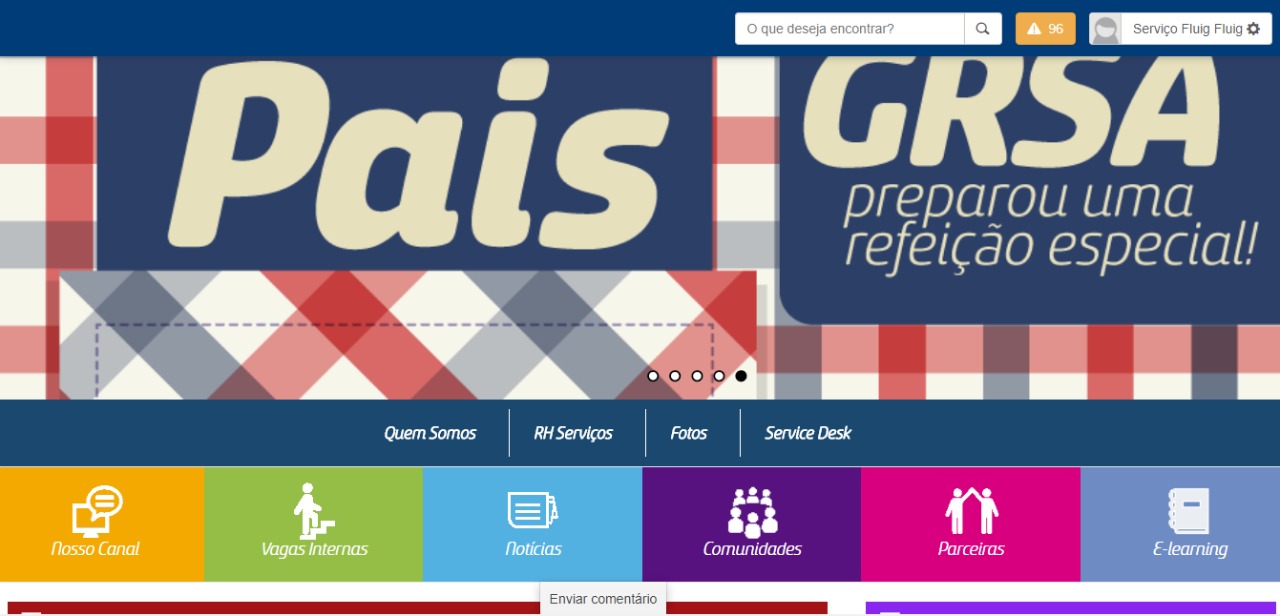 O que deseja encontrar?
96
Serviço Fluig Fluig
Pais
GRSA
preparou uma
refeição especial!
Quem Somos
RH Serviços
Fotos
Service Desk
Nosso Canal
Vagas Internas
Notícias
Comunidades
Parceiras
E-learning
Enviar comentário